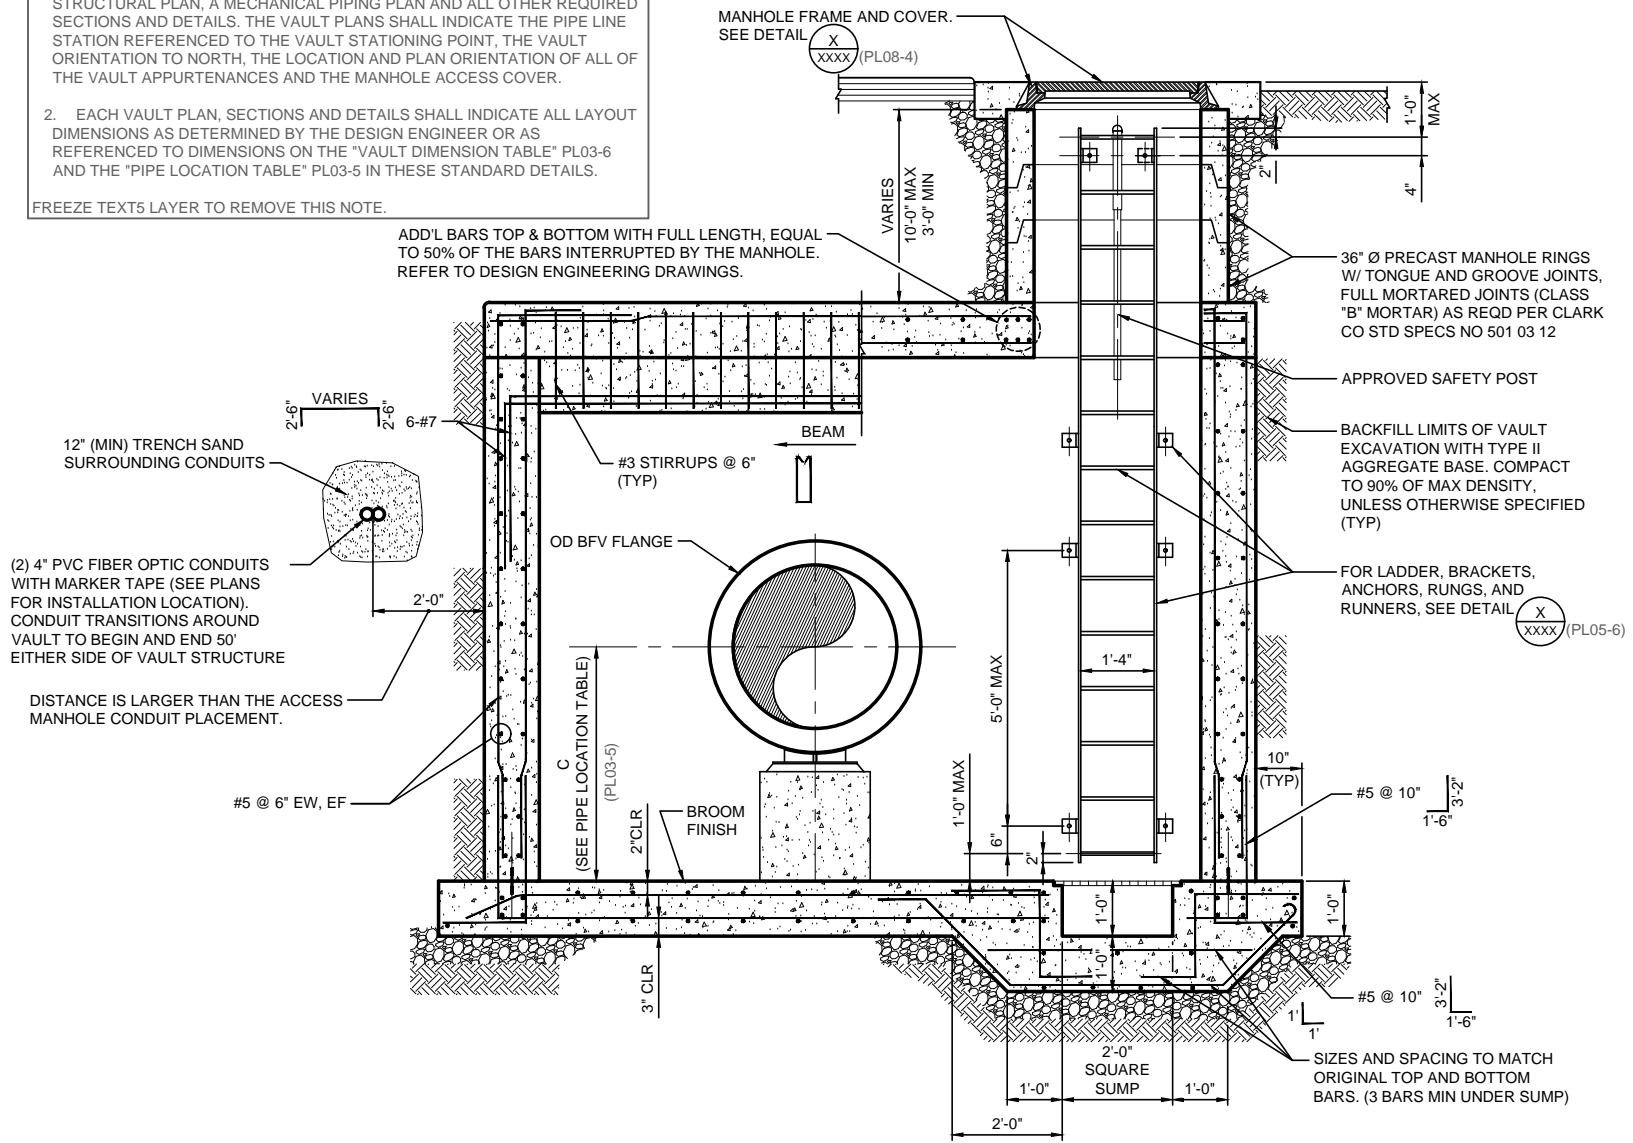 STRUCTURAL PLAN, A MECHANICAL PIPING PLAN AND ALL OTHER REQUIRED
SECTIONS AND DETAILS. THE VAULT PLANS SHALL INDICATE THE PIPE LINE
STATION REFERENCED TO THE VAULT STATIONING POINT, THE VAULT
ORIENTATION TO NORTH, THE LOCATION AND PLAN ORIENTATION OF ALL OF
THE VAULT APPURTENANCES AND THE MANHOLE ACCESS COVER.
2. EACH VAULT PLAN, SECTIONS AND DETAILS SHALL INDICATE ALL LAYOUT
DIMENSIONS AS DETERMINED BY THE DESIGN ENGINEER OR AS
REFERENCED TO DIMENSIONS ON THE "VAULT DIMENSION TABLE" PL03-6
AND THE "PIPE LOCATION TABLE" PL03-5 IN THESE STANDARD DETAILS.
FREEZE TEXT5 LAYER TO REMOVE THIS NOTE.
MANHOLE FRAME AND COVER.
SEE DETAIL
X
XXXX
(PL08-4)
1'-0"
MAX
2"
4"
VARIES
10'-0" MAX
3'-0" MIN
ADD'L BARS TOP & BOTTOM WITH FULL LENGTH, EQUAL
TO 50% OF THE BARS INTERRUPTED BY THE MANHOLE.
REFER TO DESIGN ENGINEERING DRAWINGS.
36" Ø PRECAST MANHOLE RINGS
W/ TONGUE AND GROOVE JOINTS,
FULL MORTARED JOINTS (CLASS
"B" MORTAR) AS REQD PER CLARK
CO STD SPECS NO 501 03 12
APPROVED SAFETY POST
VARIES
2'-6"
2'-6"
6-#7
12" (MIN) TRENCH SAND
SURROUNDING CONDUITS
#3 STIRRUPS @ 6"
(TYP)
BEAM
BACKFILL LIMITS OF VAULT
EXCAVATION WITH TYPE II
AGGREGATE BASE. COMPACT
TO 90% OF MAX DENSITY,
UNLESS OTHERWISE SPECIFIED
(TYP)
OD BFV FLANGE
(2) 4" PVC FIBER OPTIC CONDUITS
WITH MARKER TAPE (SEE PLANS
FOR INSTALLATION LOCATION).
CONDUIT TRANSITIONS AROUND
VAULT TO BEGIN AND END 50'
EITHER SIDE OF VAULT STRUCTURE
2'-0"
FOR LADDER, BRACKETS,
ANCHORS, RUNGS, AND
RUNNERS, SEE DETAIL
X
XXXX
(PL05-6)
DISTANCE IS LARGER THAN THE ACCESS
MANHOLE CONDUIT PLACEMENT.
1'-4"
5'-0" MAX
C
(SEE PIPE LOCATION TABLE)
(PL03-5)
#5 @ 6" EW, EF
2"CLR
BROOM
FINISH
1'-0" MAX
6"
2"
10"
(TYP)
#5 @ 10"
3'-2"
1'-6"
1'-0"
1'-0"
1'-0"
3" CLR
#5 @ 10"
3'-2"
1'-6"
1'
1'
SIZES AND SPACING TO MATCH
ORIGINAL TOP AND BOTTOM
BARS. (3 BARS MIN UNDER SUMP)
1'-0"
2'-0"
SQUARE
SUMP
1'-0"
2'-0"